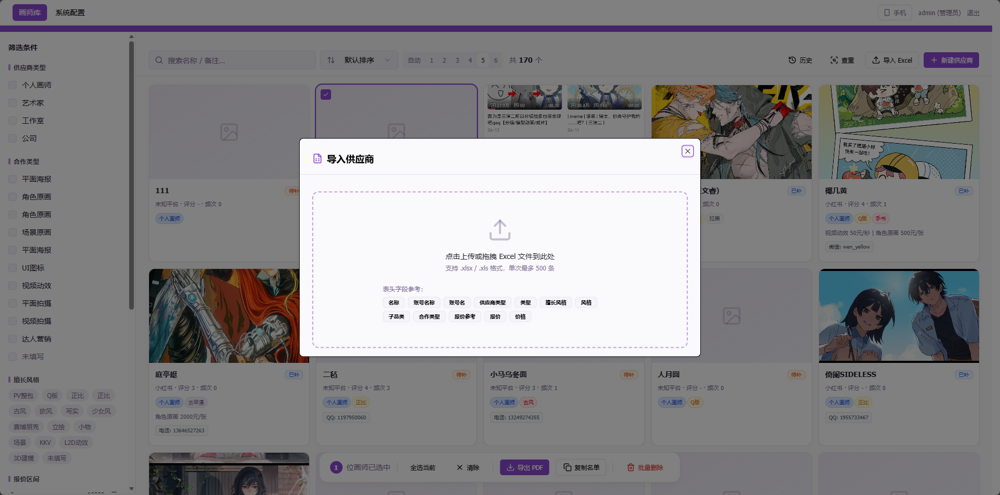 画师库 系统配置 手机 admin (管理员) 退出
筛选条件
供应商类型
个人画师
艺术家
工作室
公司
合作类型
平面海报
角色原画
角色原画
场景原画
平面海报
UI图标
视频动效
平面拍摄
视频拍摄
达人营销
未填写
擅长风格
PV整包 Q版 正比 正比
古风 欧风 写实 少女风
赛博朋克 立绘 小物
场景 KKV L2D动效
3D建模 未填写
报价区间
搜索名称 / 备注... 默认排序 自动 1 2 3 4 5 6 共 170 个 历史 查重 导入 Excel 新建供应商
111 待补
未知平台 · 评分 - · 频次 0
个人画师
27.9万 50 00:30
因为是三渲二所以分镜抽象也很合理
吧qaq【分镜/模型动画/成片】
06-13
38.3万 140 00:30
| meme | 洛恩 | 骑士，你会守护我的
……吧？ | 三渲二 |
06-11
文睿） 已补
频次 0
拉黑
2021.05.01
我买了糖醋小排
快来一起吃！
椰几黄 已补
小红书 · 评分 4 · 频次 1
个人画师 Q版 手书
视频动效 50元/秒 | 角色原画 500元/张
微信: wen_yellow
导入供应商
点击上传或拖拽 Excel 文件到此处
支持 .xlsx / .xls 格式，单次最多 500 条
表头字段参考：
名称 账号名称 账号名 供应商类型 类型 擅长风格 风格
子品类 合作类型 报价参考 报价 价格
庭亭蜓 已补
小红书 · 评分 3 · 频次 0
个人画师 古早漫
角色原画 2000元/张
电话: 13646527263
二毡 待补
未知平台 · 评分 4 · 频次 3
个人画师 正比
QQ: 1197950060
小马乌冬面 待补
未知平台 · 评分 3 · 频次 1
个人画师 古风
电话: 13249274355
人月圆 待补
未知平台 · 评分 - · 频次 0
个人画师 Q版
倚阑SIDELESS 已补
小红书 · 评分 - · 频次 0
个人画师 正比
QQ: 1955733467
1 位画师已选中 全选当前 清除 导出 PDF 复制名单 批量删除